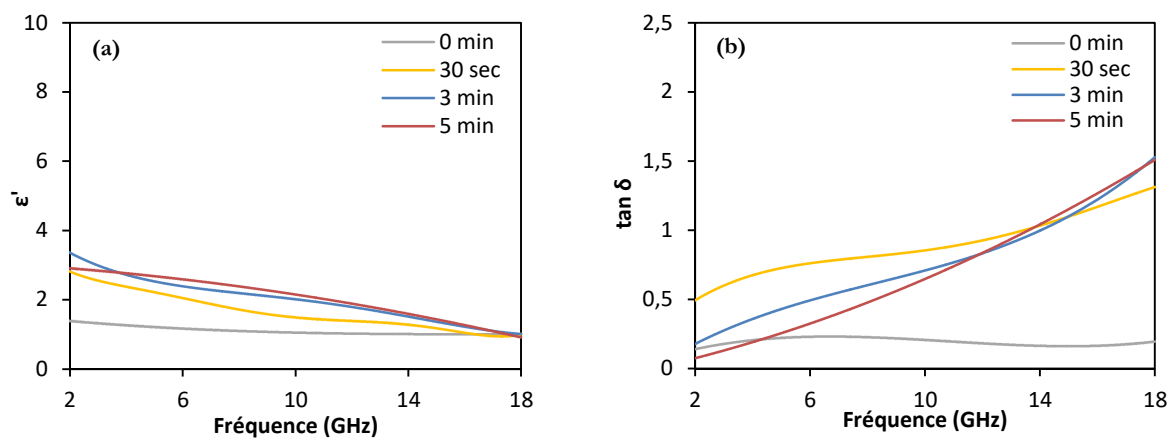 (a)
10
8
6
4
2
0
ε'
0 min
30 sec
3 min
5 min
2 6 10 14 18
Fréquence (GHz)
(b)
2,5
2
1,5
1
0,5
0
tan δ
0 min
30 sec
3 min
5 min
2 6 10 14 18
Fréquence (GHz)